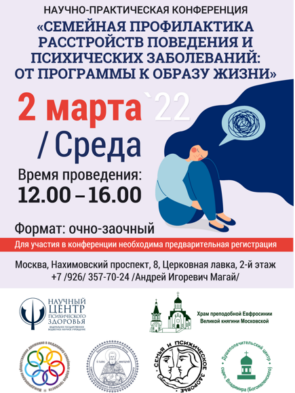 НАУЧНО-ПРАКТИЧЕСКАЯ КОНФЕРЕНЦИЯ
«СЕМЕЙНАЯ ПРОФИЛАКТИКА
РАССТРОЙСТВ ПОВЕДЕНИЯ И
ПСИХИЧЕСКИХ ЗАБОЛЕВАНИЙ:
ОТ ПРОГРАММЫ К ОБРАЗУ ЖИЗНИ»
2 марта `22
/ Среда
Время проведения:
12.00 – 16.00
Формат: очно-заочный
Для участия в конференции необходима предварительная регистрация
Москва, Нахимовский проспект, 8, Церковная лавка, 2-й этаж
+7 /926/ 357-70-24 /Андрей Игоревич Магай/
НАУЧНЫЙ
ЦЕНТР
ПСИХИЧЕСКОГО
ЗДОРОВЬЯ
Храм преподобной Евфросинии
Великой княгини Московской
СЕМЬЯ И ПСИХИЧЕСКОЕ ЗДОРОВЬЕ